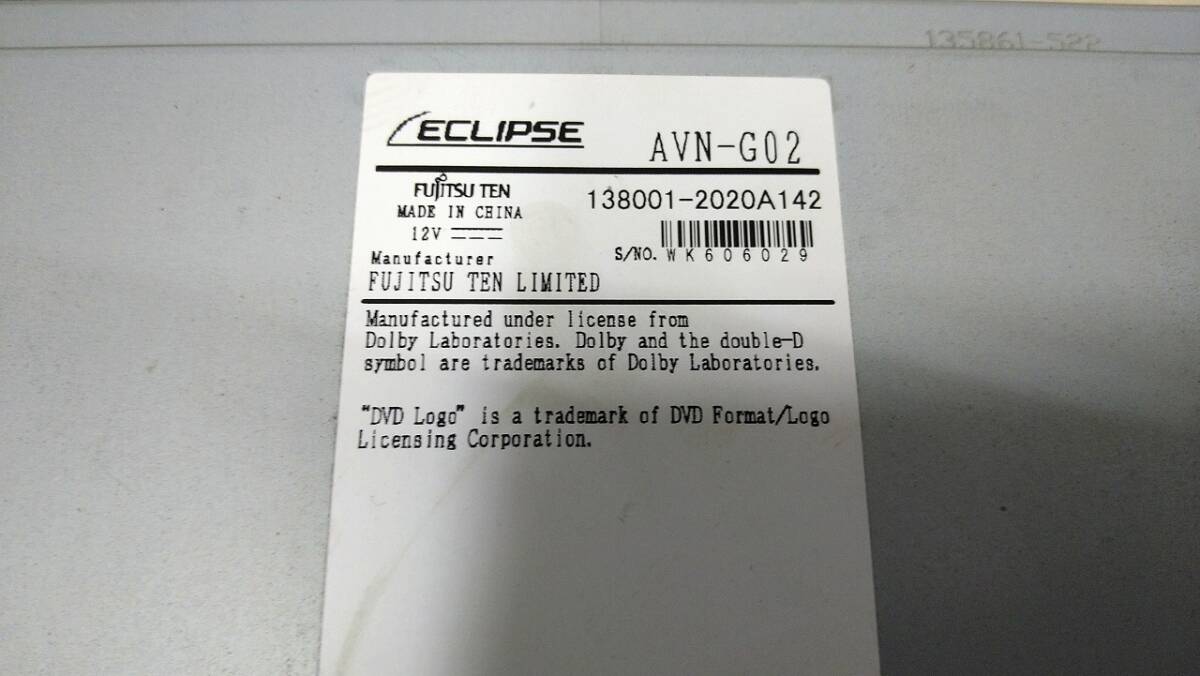 135861-522
ECLIPSE AVN-G02
FUJITSU TEN 138001-2020A142
MADE IN CHINA
12V
S/NO. WK606029
Manufacturer
FUJITSU TEN LIMITED
Manufactured under license from
Dolby Laboratories. Dolby and the double-D
symbol are trademarks of Dolby Laboratories.
"DVD Logo" is a trademark of DVD Format/Logo
Licensing Corporation.